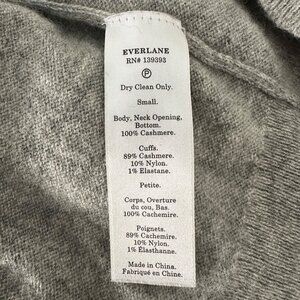 EVERLANE
RN# 139393
P
Dry Clean Only.
Small.
Body, Neck Opening,
Bottom.
100% Cashmere.
Cuffs.
89% Cashmere.
10% Nylon.
1% Elastane.
Petite.
Corps, Overture
du cou, Bas.
100% Cachemire.
Poignets.
89% Cachemire.
10% Nylon.
1% Élasthanne.
Made in China.
Fabriqué en Chine.